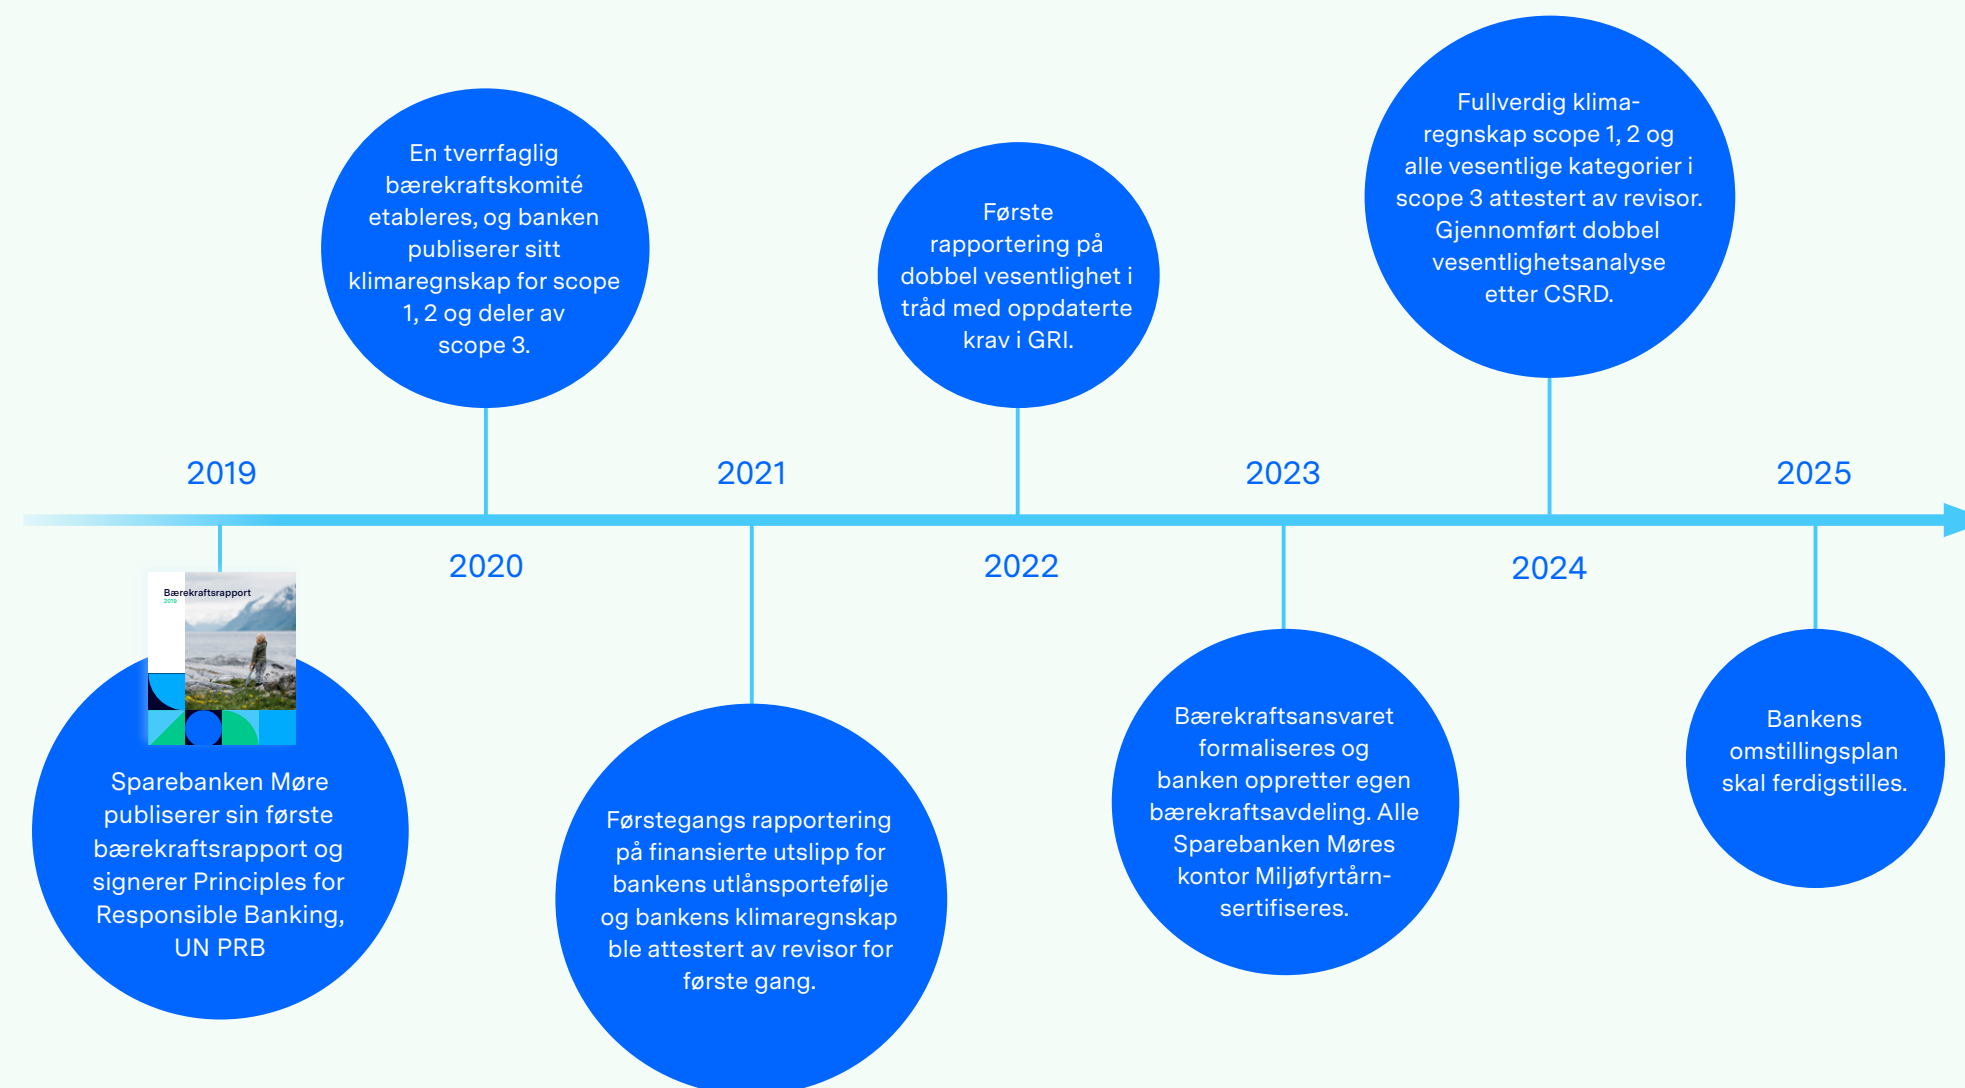 2019
Bærekraftsrapport
2019
Sparebanken Møre
publiserer sin første
bærekraftsrapport og
signerer Principles for
Responsible Banking,
UN PRB
En tverrfaglig
bærekraftskomité
etableres, og banken
publiserer sitt
klimaregnskap for scope
1, 2 og deler av
scope 3.
2020
2021
Førstegangs rapportering
på finansierte utslipp for
bankens utlånsportefølje
og bankens klimaregnskap
ble attestert av revisor for
første gang.
Første
rapportering på
dobbel vesentlighet i
tråd med oppdaterte
krav i GRI.
2022
2023
Bærekraftsansvaret
formaliseres og
banken oppretter egen
bærekraftsavdeling. Alle
Sparebanken Møres
kontor Miljøfyrtårn-
sertifiseres.
Fullverdig klima-
regnskap scope 1, 2 og
alle vesentlige kategorier i
scope 3 attestert av revisor.
Gjennomført dobbel
vesentlighetsanalyse
etter CSRD.
2024
2025
Bankens
omstillingsplan
skal ferdigstilles.